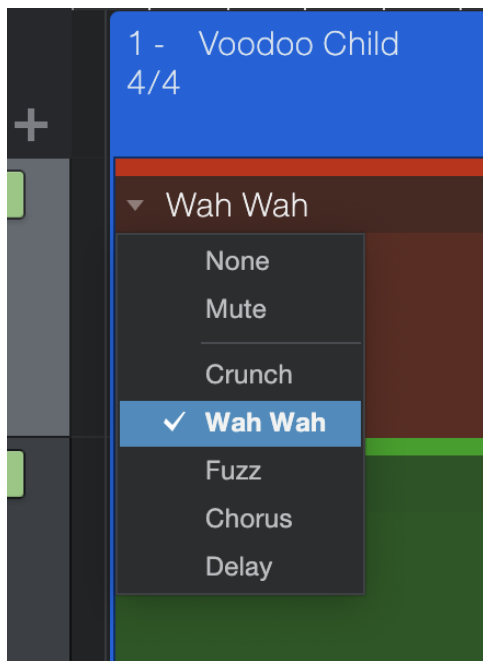 1 - Voodoo Child
4/4
Wah Wah
None
Mute
Crunch
Wah Wah
Fuzz
Chorus
Delay